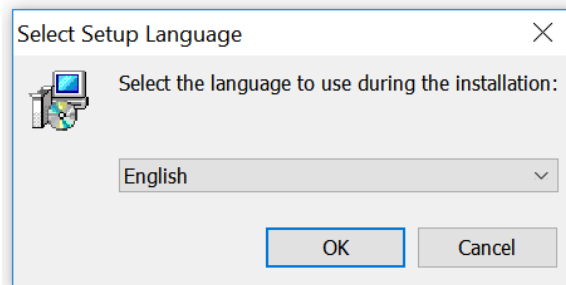 Select Setup Language
Select the language to use during the installation:
English
OK
Cancel